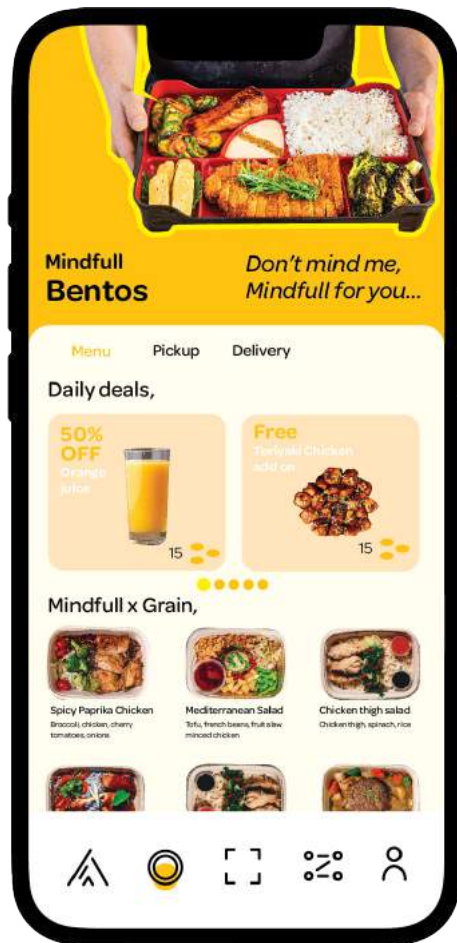 Mindfull
Bentos
Don't mind me,
Mindfull for you...
Menu Pickup Delivery
Daily deals,
50%
OFF
Orange
juice
15
Free
Teriyaki Chicken
add on
15
Mindfull x Grain,
Spicy Paprika Chicken
Broccoli, chicken, cherry
tomatoes, onions
Mediterranean Salad
Tofu, french beans, fruit slaw
minced chicken
Chicken thigh salad
Chicken thigh, spinach, rice